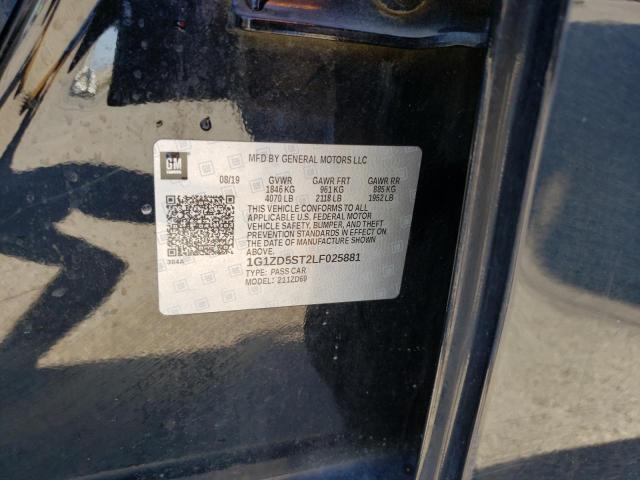 GM
MFD BY GENERAL MOTORS LLC
08/19 GVWR GAWR FRT GAWR RR
1846 KG 961 KG 885 KG
4070 LB 2118 LB 1952 LB
THIS VEHICLE CONFORMS TO ALL
APPLICABLE U.S. FEDERAL MOTOR
VEHICLE SAFETY, BUMPER, AND THEFT
PREVENTION STANDARDS IN EFFECT ON
THE DATE OF MANUFACTURE SHOWN ABOVE.
1G1ZD5ST2LF025881
TYPE: PASS CAR
MODEL: 211ZD69